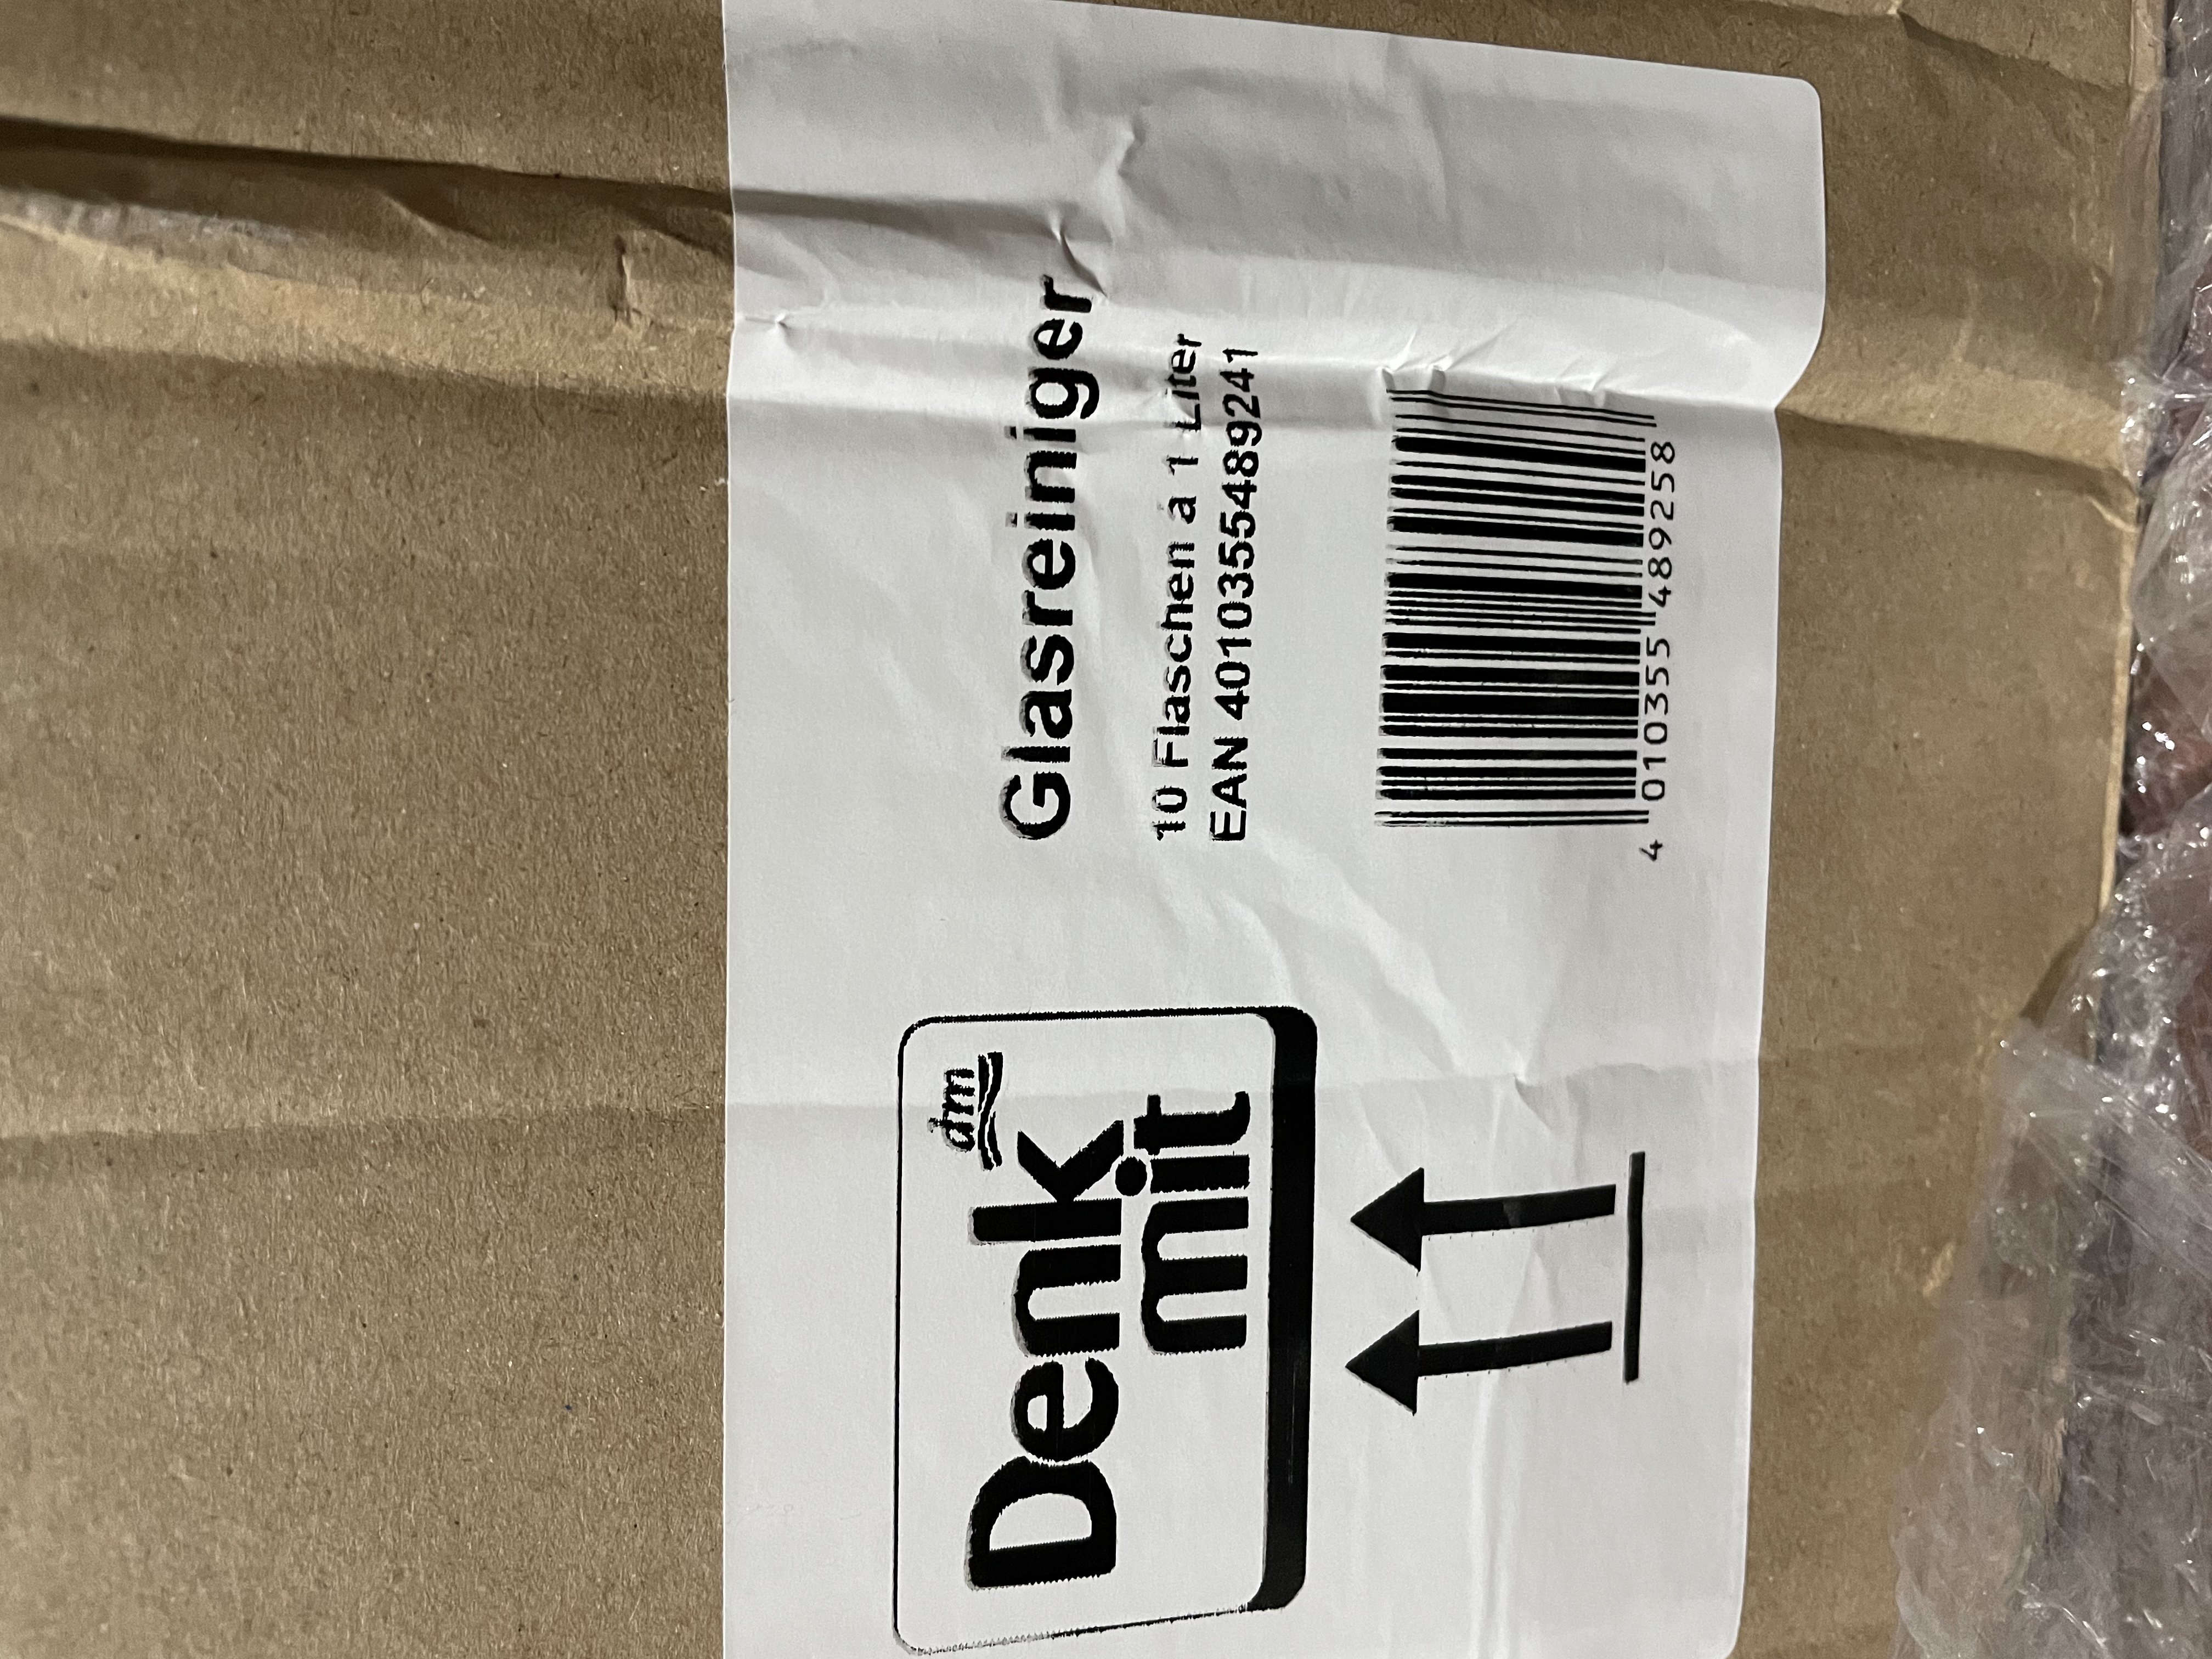 dm
Denk
mit
Glasreiniger
10 Flaschen à 1 Liter
EAN 4010355489241
4 010355 489258